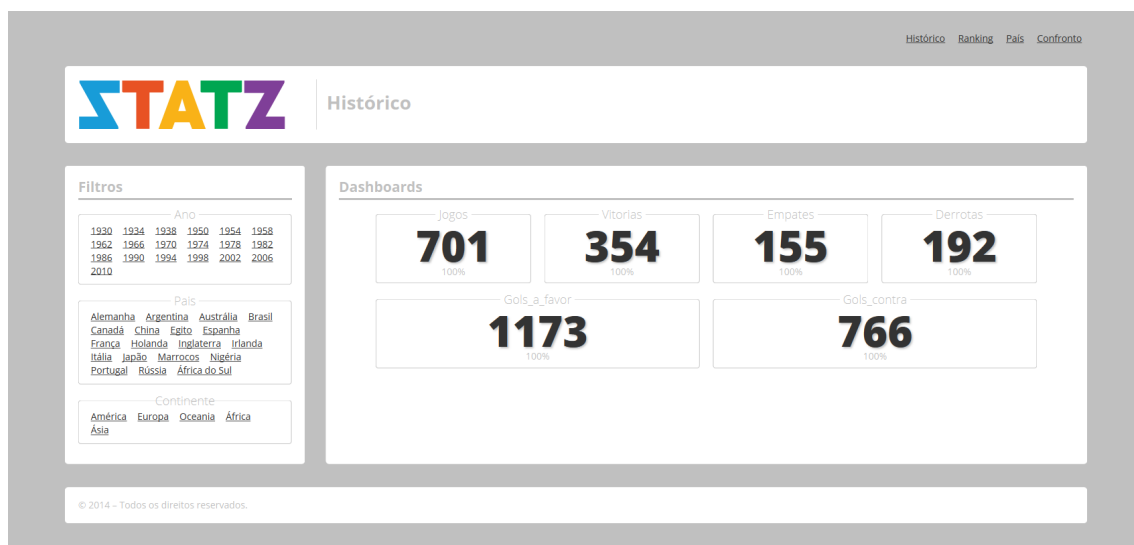 Histórico Ranking País Confronto
STATZ
Histórico
Filtros
Ano
1930 1934 1938 1950 1954 1958
1962 1966 1970 1974 1978 1982
1986 1990 1994 1998 2002 2006
2010
Pais
Alemanha Argentina Austrália Brasil
Canadá China Egito Espanha
França Holanda Inglaterra Irlanda
Itália Japão Marrocos Nigéria
Portugal Rússia África do Sul
Continente
América Europa Oceania África
Ásia
Dashboards
Jogos Vitorias Empates Derrotas
701 354 155 192
100% 100% 100% 100%
Gols_a_favor Gols_contra
1173 766
100% 100%
© 2014 – Todos os direitos reservados.